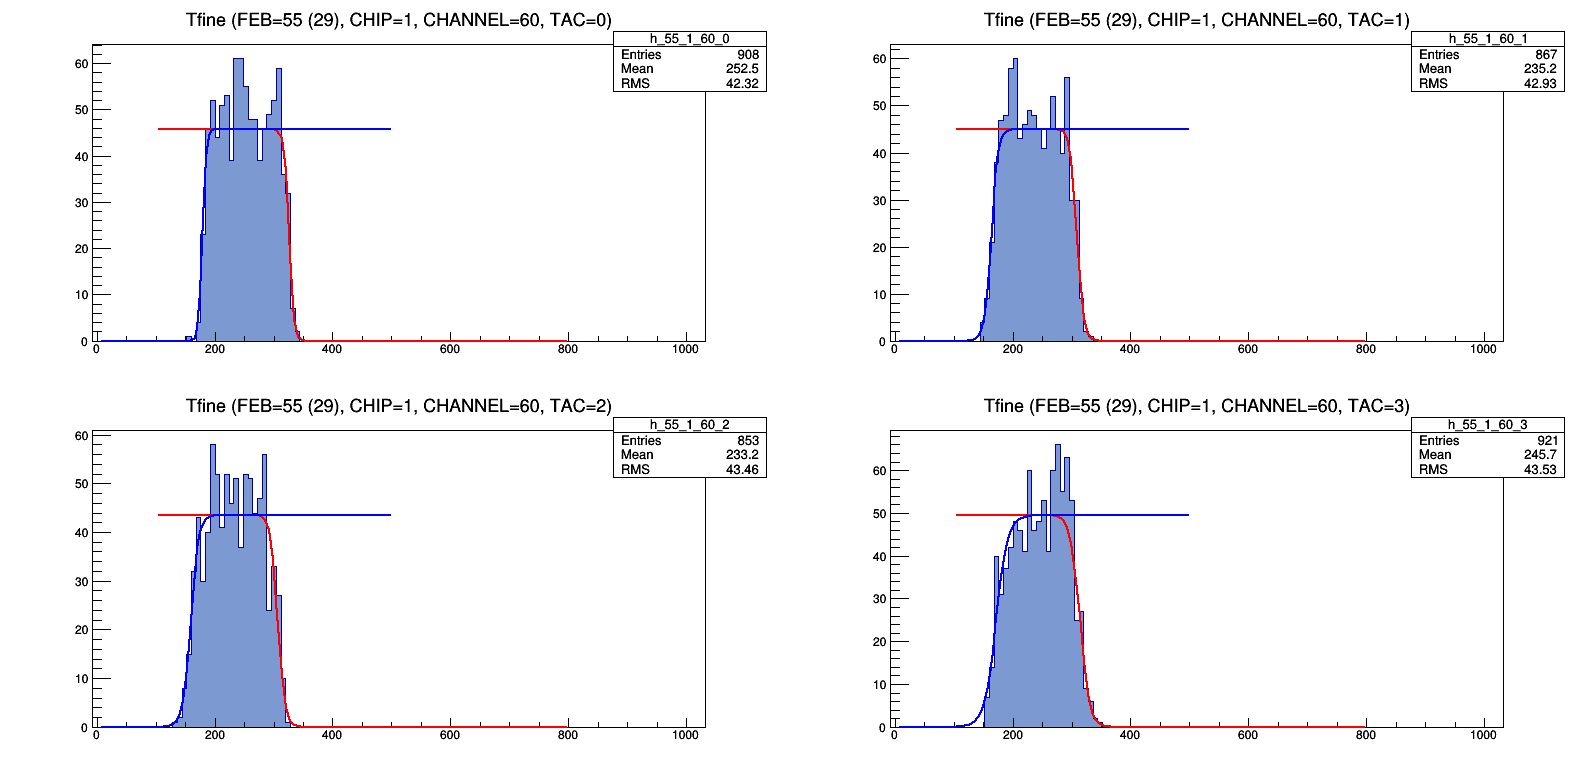 Tfine (FEB=55 (29), CHIP=1, CHANNEL=60, TAC=0)
h_55_1_60_0
Entries 908
Mean 252.5
RMS 42.32
60
50
40
30
20
10
0
0 200 400 600 800 1000
Tfine (FEB=55 (29), CHIP=1, CHANNEL=60, TAC=1)
h_55_1_60_1
Entries 867
Mean 235.2
RMS 42.93
60
50
40
30
20
10
0
0 200 400 600 800 1000
Tfine (FEB=55 (29), CHIP=1, CHANNEL=60, TAC=2)
h_55_1_60_2
Entries 853
Mean 233.2
RMS 43.46
60
50
40
30
20
10
0
0 200 400 600 800 1000
Tfine (FEB=55 (29), CHIP=1, CHANNEL=60, TAC=3)
h_55_1_60_3
Entries 921
Mean 245.7
RMS 43.53
60
50
40
30
20
10
0
0 200 400 600 800 1000